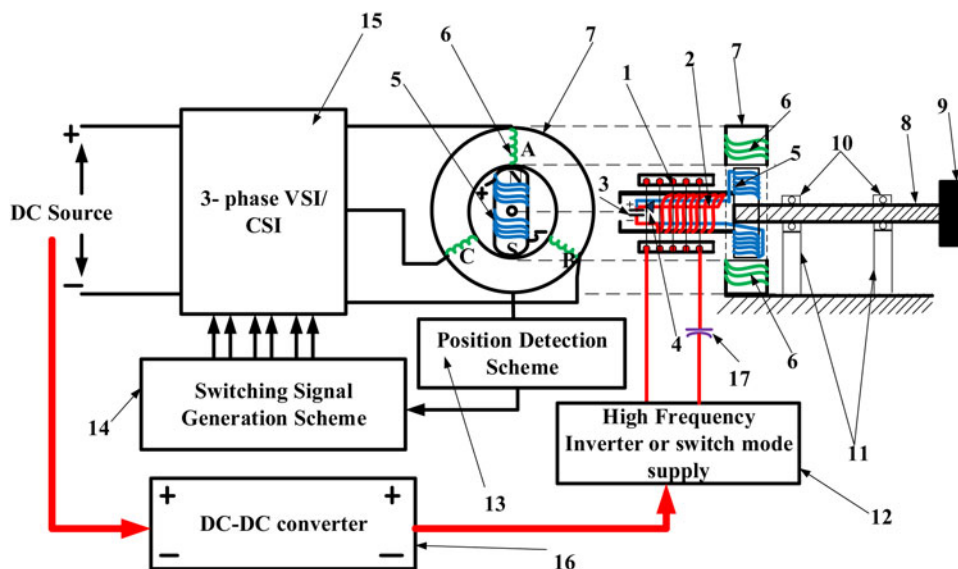 15
6
7
1
2
7
6
8
9
5
5
10
+
A
N
+
3
+
DC Source
3- phase VSI/
CSI
S
C
B
−
4
6
17
11
Position Detection
Scheme
14
Switching Signal
Generation Scheme
High Frequency
Inverter or switch mode
supply
13
12
+ +
DC-DC converter
− −
16